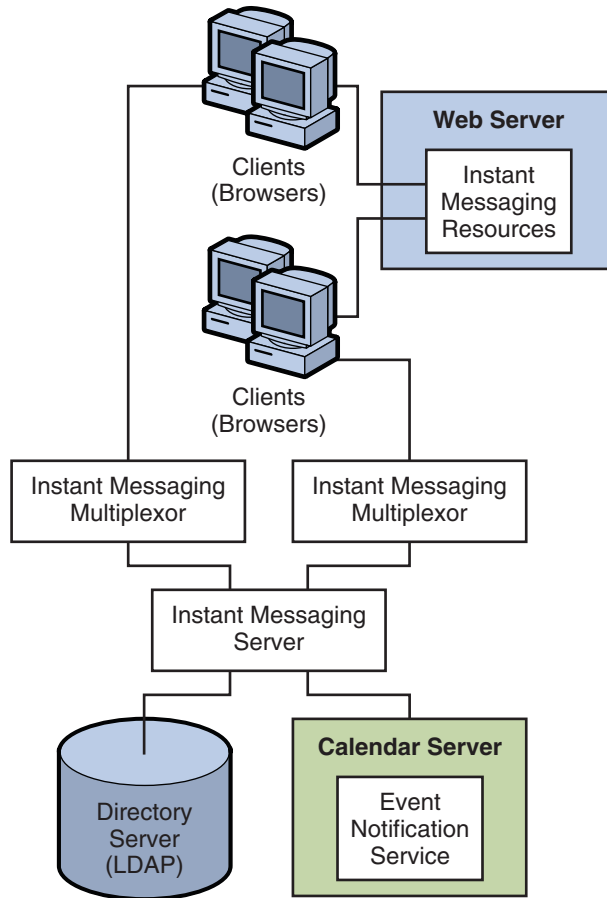 Clients
(Browsers)
Web Server
Instant
Messaging
Resources
Clients
(Browsers)
Instant Messaging
Multiplexor
Instant Messaging
Multiplexor
Instant Messaging
Server
Directory
Server
(LDAP)
Calendar Server
Event
Notification
Service